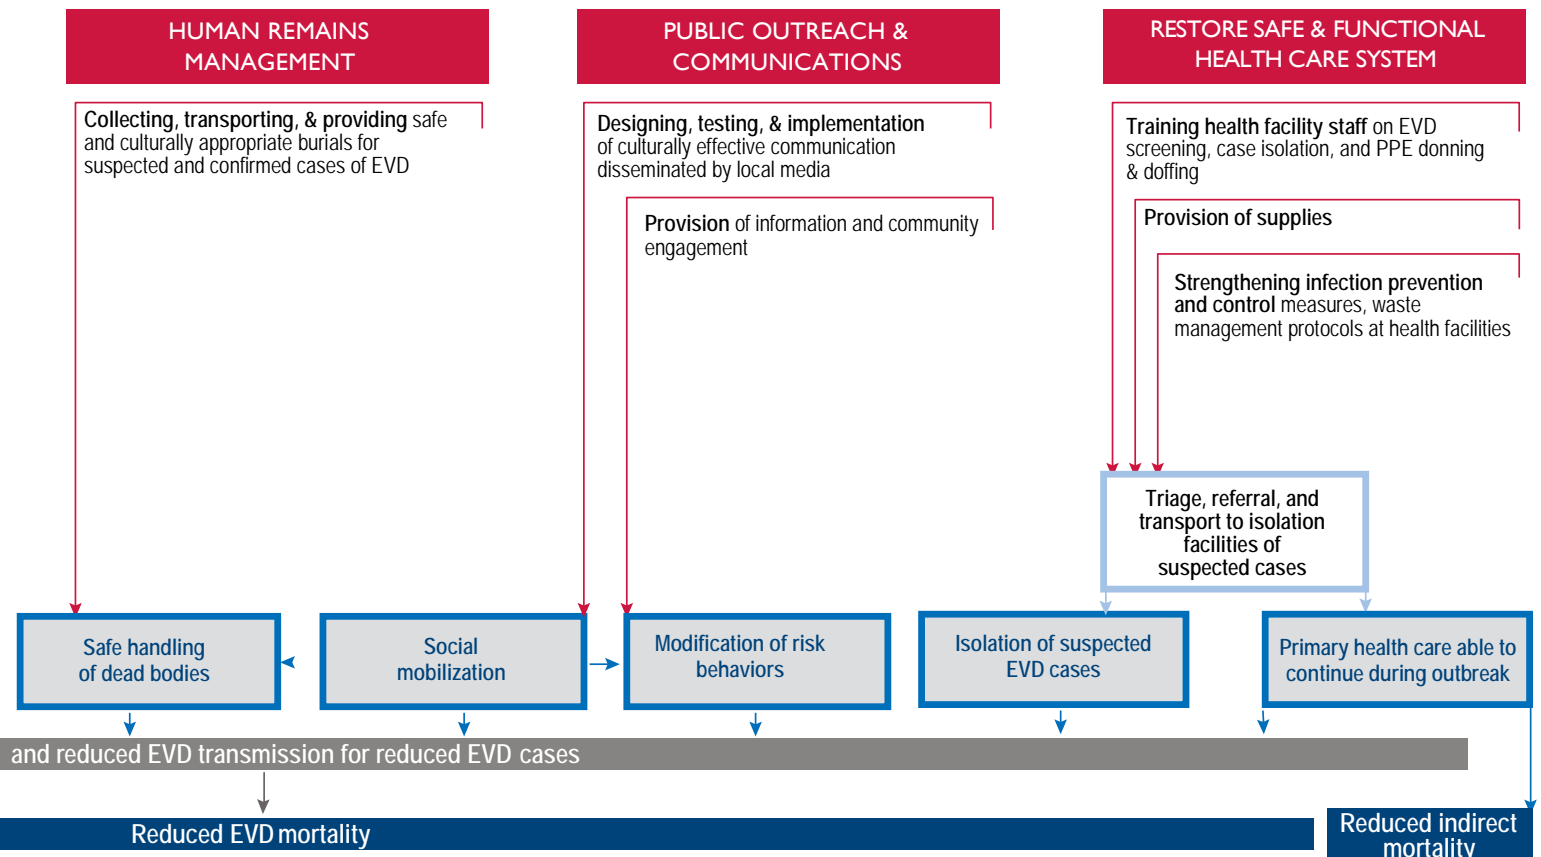 HUMAN REMAINS
MANAGEMENT
Collecting, transporting, & providing safe
and culturally appropriate burials for
suspected and confirmed cases of EVD
PUBLIC OUTREACH &
COMMUNICATIONS
Designing, testing, & implementation
of culturally effective communication
disseminated by local media
Provision of information and community
engagement
RESTORE SAFE & FUNCTIONAL
HEALTH CARE SYSTEM
Training health facility staff on EVD
screening, case isolation, and PPE donning
& doffing
Provision of supplies
Strengthening infection prevention
and control measures, waste
management protocols at health facilities
Triage, referral, and
transport to isolation
facilities of
suspected cases
Safe handling
of dead bodies
Social
mobilization
Modification of risk
behaviors
Isolation of suspected
EVD cases
Primary health care able to
continue during outbreak
and reduced EVD transmission for reduced EVD cases
Reduced EVD mortality
Reduced indirect
mortality